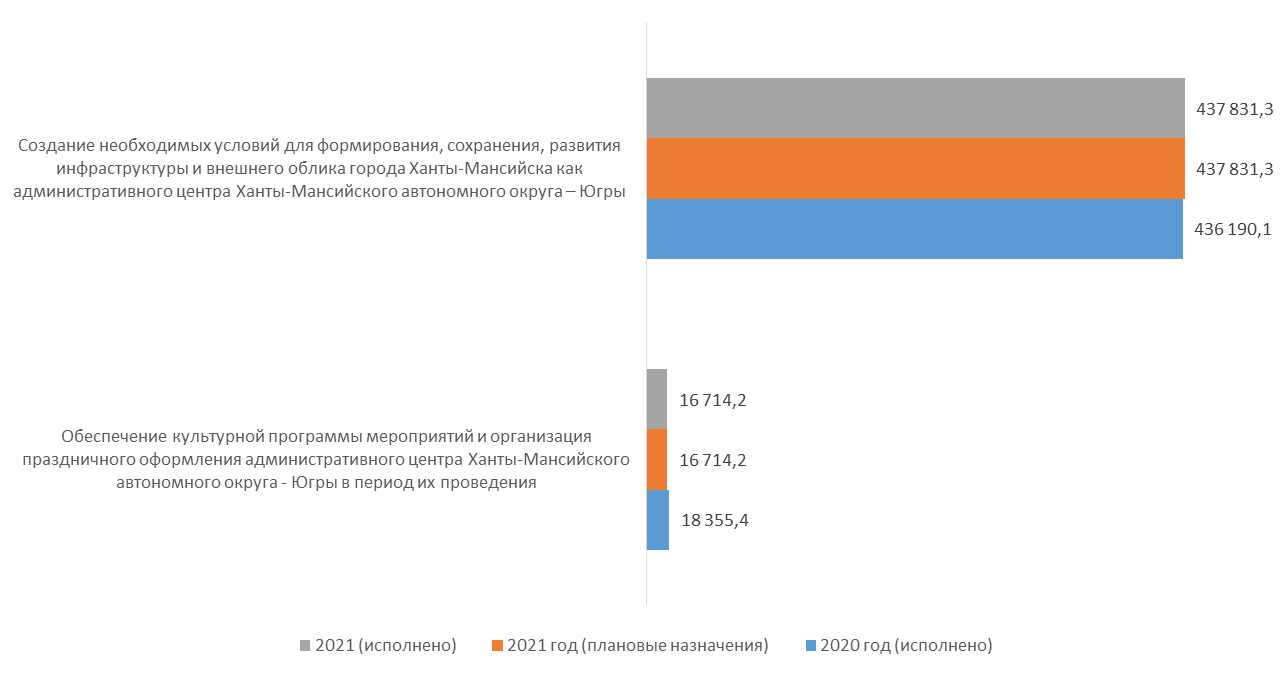 437 831,3
Создание необходимых условий для формирования, сохранения, развития
инфраструктуры и внешнего облика города Ханты-Мансийска как
административного центра Ханты-Мансийского автономного округа – Югры
437 831,3
436 190,1
16 714,2
Обеспечение культурной программы мероприятий и организация
праздничного оформления административного центра Ханты-Мансийского
автономного округа - Югры в период их проведения
16 714,2
18 355,4
2021 (исполнено)
2021 год (плановые назначения)
2020 год (исполнено)